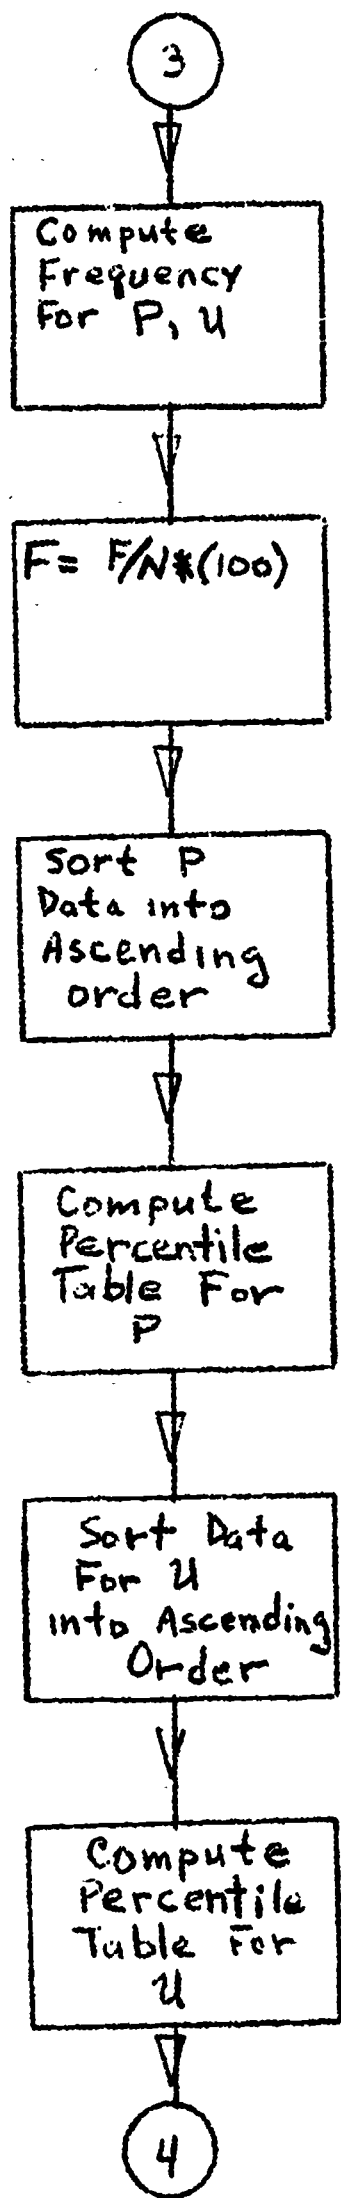 3
Compute
Frequency
For P, U
F = F/N*(100)
Sort P
Data into
Ascending
order
Compute
Percentile
Table For
P
Sort Data
For U
into Ascending
Order
Compute
Percentile
Table For
U
4